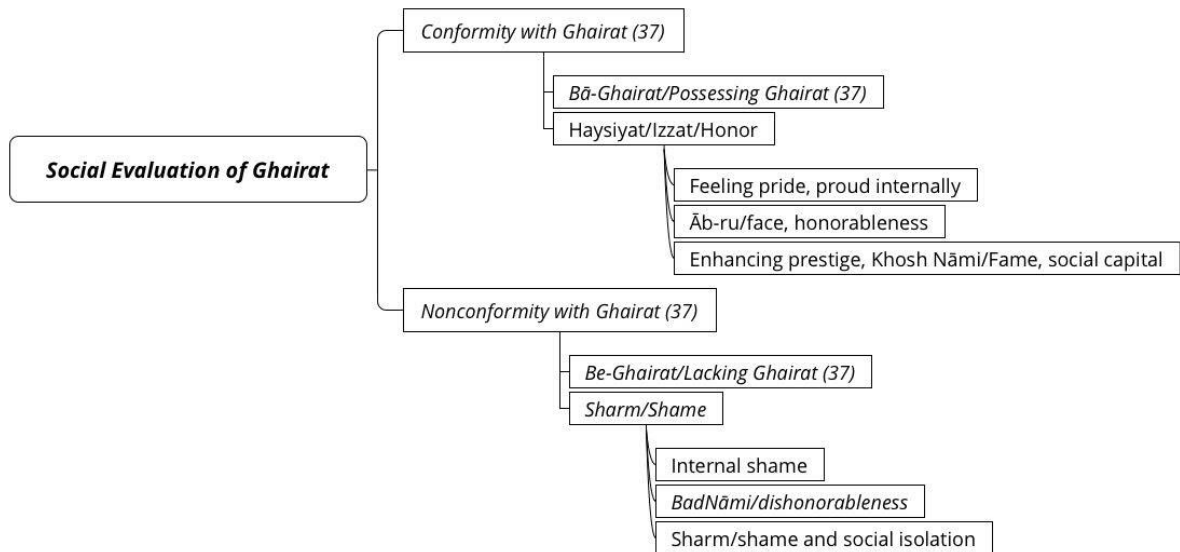 Conformity with Ghairat (37)
Bā-Ghairat/Possessing Ghairat (37)
Haysiyat/Izzat/Honor
Social Evaluation of Ghairat
Feeling pride, proud internally
Āb-ru/face, honorableness
Enhancing prestige, Khosh Nāmi/Fame, social capital
Nonconformity with Ghairat (37)
Be-Ghairat/Lacking Ghairat (37)
Sharm/Shame
Internal shame
BadNāmi/dishonorableness
Sharm/shame and social isolation